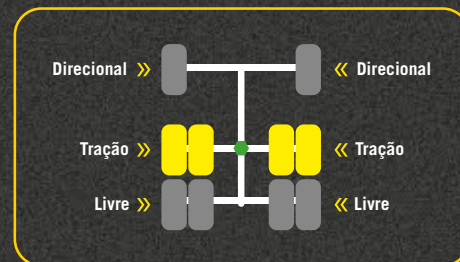 Direcional » « Direcional
Tração » « Tração
Livre » « Livre